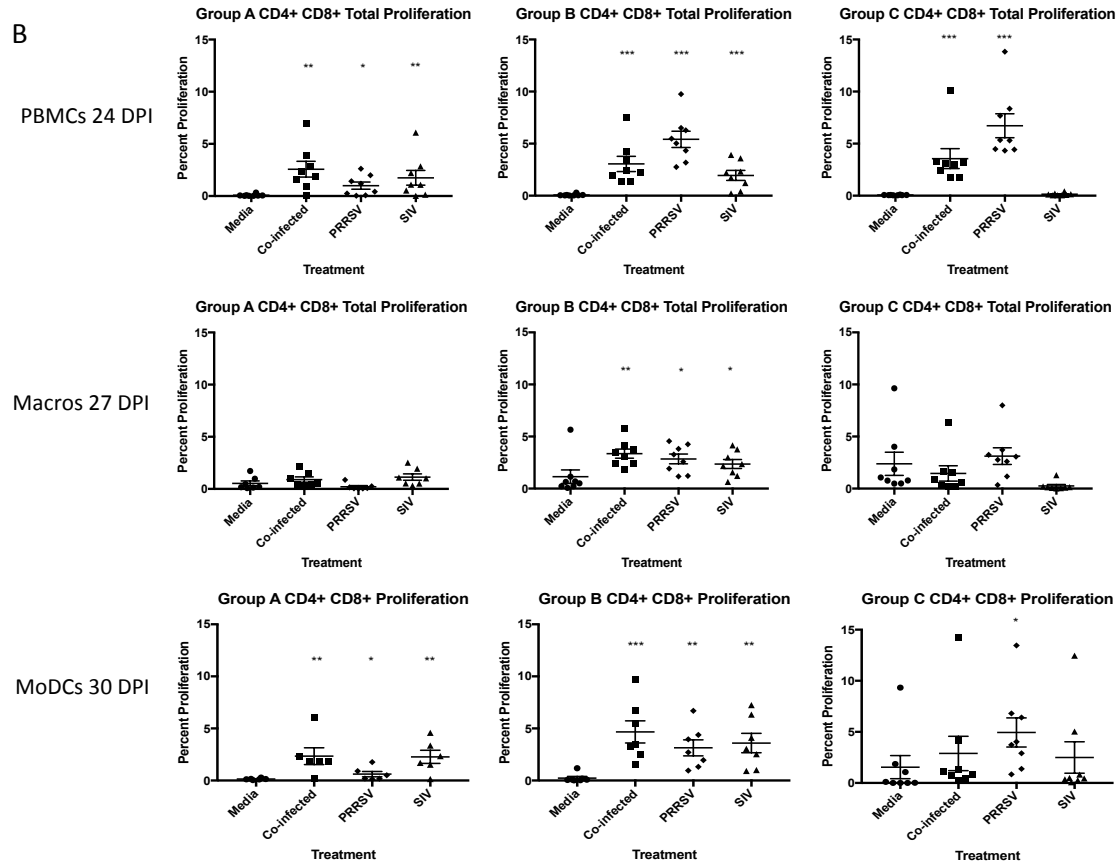 B
PBMCs 24 DPI
Group A CD4+ CD8+ Total Proliferation
Percent Proliferation
15
10
5
0
Media
Co-infected
PRRSV
SIV
** * **
Treatment
Group B CD4+ CD8+ Total Proliferation
Percent Proliferation
15
10
5
0
Media
Co-infected
PRRSV
SIV
*** *** ***
Treatment
Group C CD4+ CD8+ Total Proliferation
Percent Proliferation
15
10
5
0
Media
Co-infected
PRRSV
SIV
*** ***
Treatment
Macros 27 DPI
Group A CD4+ CD8+ Total Proliferation
Percent Proliferation
15
10
5
0
Media
Co-infected
PRRSV
SIV
Treatment
Group B CD4+ CD8+ Total Proliferation
Percent Proliferation
15
10
5
0
Media
Co-infected
PRRSV
SIV
** * *
Treatment
Group C CD4+ CD8+ Total Proliferation
Percent Proliferation
15
10
5
0
Media
Co-infected
PRRSV
SIV
Treatment
MoDCs 30 DPI
Group A CD4+ CD8+ Proliferation
Percent Proliferation
15
10
5
0
Media
Co-infected
PRRSV
SIV
** * **
Treatment
Group B CD4+ CD8+ Proliferation
Percent Proliferation
15
10
5
0
Media
Co-infected
PRRSV
SIV
*** ** **
Treatment
Group C CD4+ CD8+ Proliferation
Percent Proliferation
15
10
5
0
Media
Co-infected
PRRSV
SIV
*
Treatment